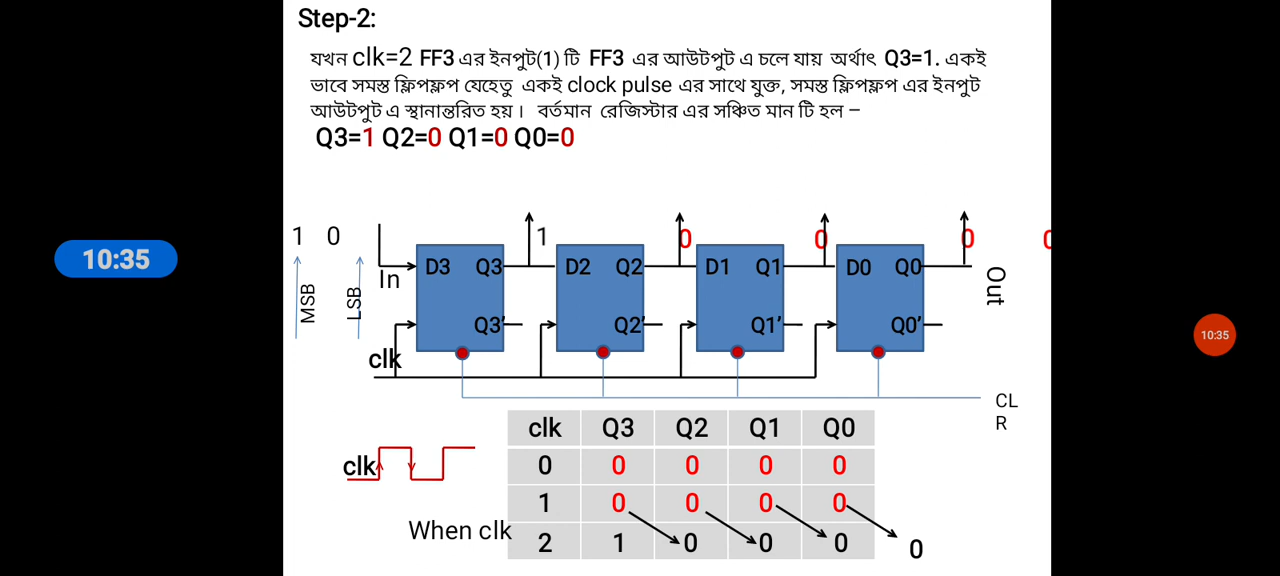 Step-2:
যখন clk=2 FF3 এর ইনপুট(1) টি FF3 এর আউটপুট এ চলে যায় অর্থাৎ Q3=1. একই
ভাবে সমস্ত ফ্লিপফ্লপ যেহেতু একই clock pulse এর সাথে যুক্ত, সমস্ত ফ্লিপফ্লপ এর ইনপুট
আউটপুট এ স্থানান্তরিত হয়। বর্তমান রেজিস্টার এর সঞ্চিত মান টি হল –
Q3=1 Q2=0 Q1=0 Q0=0
1 0 1 0 0 0 0
10:35
In D3 Q3 D2 Q2 D1 Q1 D0 Q0 Out
MSB LSB
Q3’ Q2’ Q1’ Q0’
10:35
clk
CL
R
clk Q3 Q2 Q1 Q0
clk 0 0 0 0 0
1 0 0 0 0
When clk 2 1 0 0 0 0